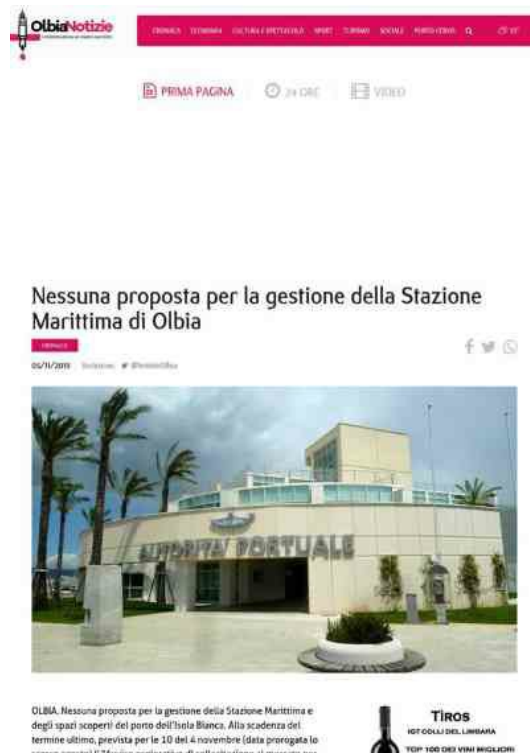 OlbiaNotizie
CRONACA ECONOMIA CULTURA E SPETTACOLO SPORT TURISMO SOCIALE PORTO CERVO
PRIMA PAGINA 24 ORE VIDEO
Nessuna proposta per la gestione della Stazione
Marittima di Olbia
CRONACA
05/11/2013
AUTORITA' PORTUALE
OLBIA. Nessuna proposta per la gestione della Stazione Marittima e
degli spazi scoperti del porto dell'Isola Bianca. Alla scadenza del
termine ultimo, prevista per le 10 del 4 novembre (data prorogata lo
TIROS
IGT COLLI DEL LIMBARA
TOP 100 DEI VINI MIGLIORI